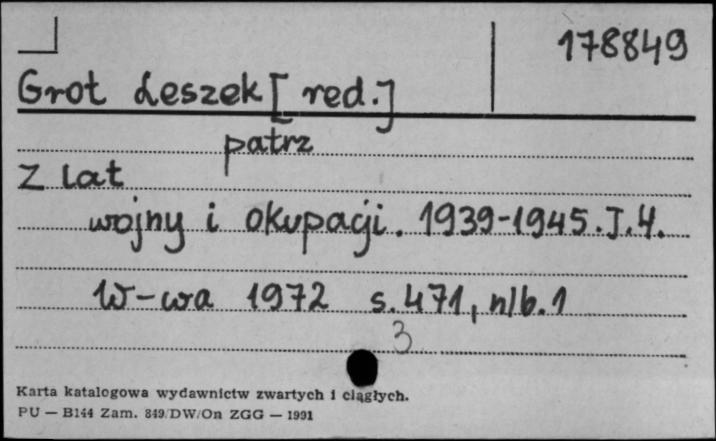 178849
Grot Leszek [red.]
patrz
Z lat
wojny i okupacji. 1939-1945. T. 4.
W-wa 1972 s. 471, nlb. 1
3
Karta katalogowa wydawnictw zwartych i ciągłych.
PU — B144 Zam. 849/DW/On ZGG — 1991